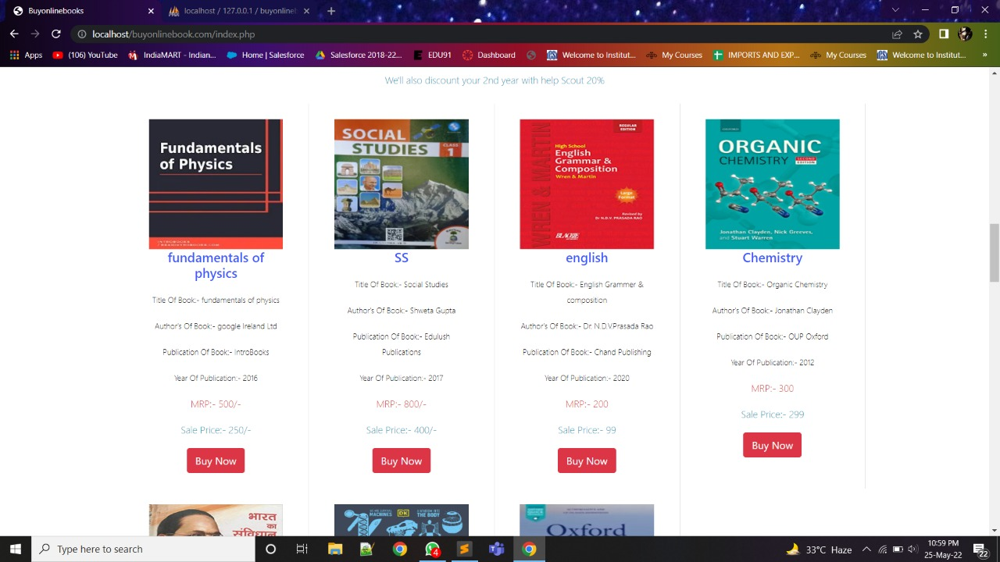 localhost / 127.0.0.1 / buyonlineb
buyonlinebook
localhost/buyonlinebook.com/index.php
Apps
(106) YouTube
IndiaMART - Indian...
Home | Salesforce
Salesforce 2018-22...
EDU91
Dashboard
Welcome to Institut...
My Courses
IMPORTS AND EXP...
My Courses
Welcome to Institut...
»
We'll also discount your 2nd year with help Scout 20%
Fundamentals
of Physics
fundamentals of
physics
Title Of Book:- fundamentals of physics
Author's Of Book:- google Ireland Ltd
Publication Of Book:- IntroBooks
Year Of Publication:- 2016
MRP:- 500/-
Sale Price:- 250/-
Buy Now
SOCIAL
STUDIES
CLASS
1
SS
Title Of Book:- Social Studies
Author's Of Book:- Shweta Gupta
Publication Of Book:- Edulush
Publications
Year Of Publication:- 2017
MRP:- 800/-
Sale Price:- 400/-
Buy Now
WREN & MARTIN
REGULAR
EDITION
High School
English
Grammar &
Composition
Wren & Martin
Large
Format
Revised by
Dr N.D.V. PRASADA RAO
BLACKIE
english
Title Of Book:- English Grammer &
composition
Author's Of Book:- Dr. N.D.V.Prasada Rao
Publication Of Book:- Chand Publishing
Year Of Publication:- 2020
MRP:- 200
Sale Price:- 99
Buy Now
OXFORD
ORGANIC
CHEMISTRY
SECOND
EDITION
Jonathan Clayden, Nick Greeves,
and Stuart Warren
Chemistry
Title Of Book:- Organic Chemistry
Author's Of Book:- Jonathan Clayden
Publication Of Book:- OUP Oxford
Year Of Publication:- 2012
MRP:- 300
Sale Price:- 299
Buy Now
भारत
का
संविधान
MACHINES
DK
THE BODY
Oxford
Type here to search
4
33°C Haze
10:59 PM
25-May-22
22